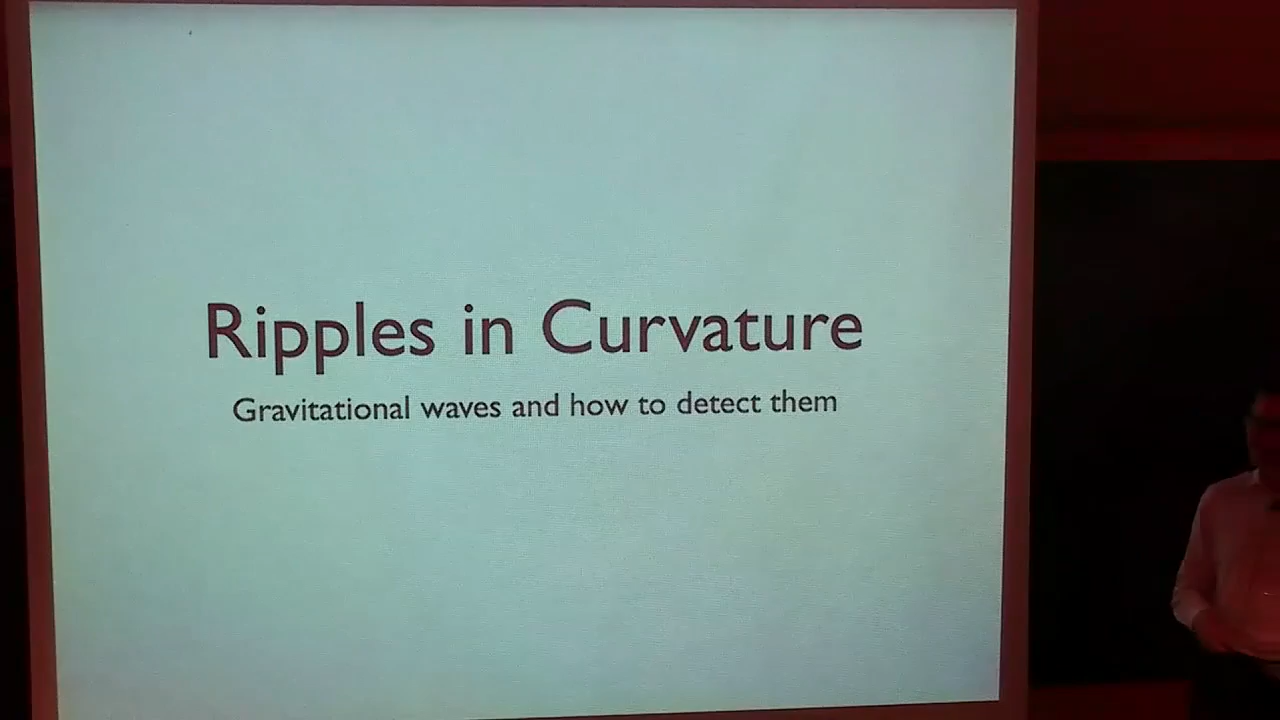 Ripples in Curvature
Gravitational waves and how to detect them